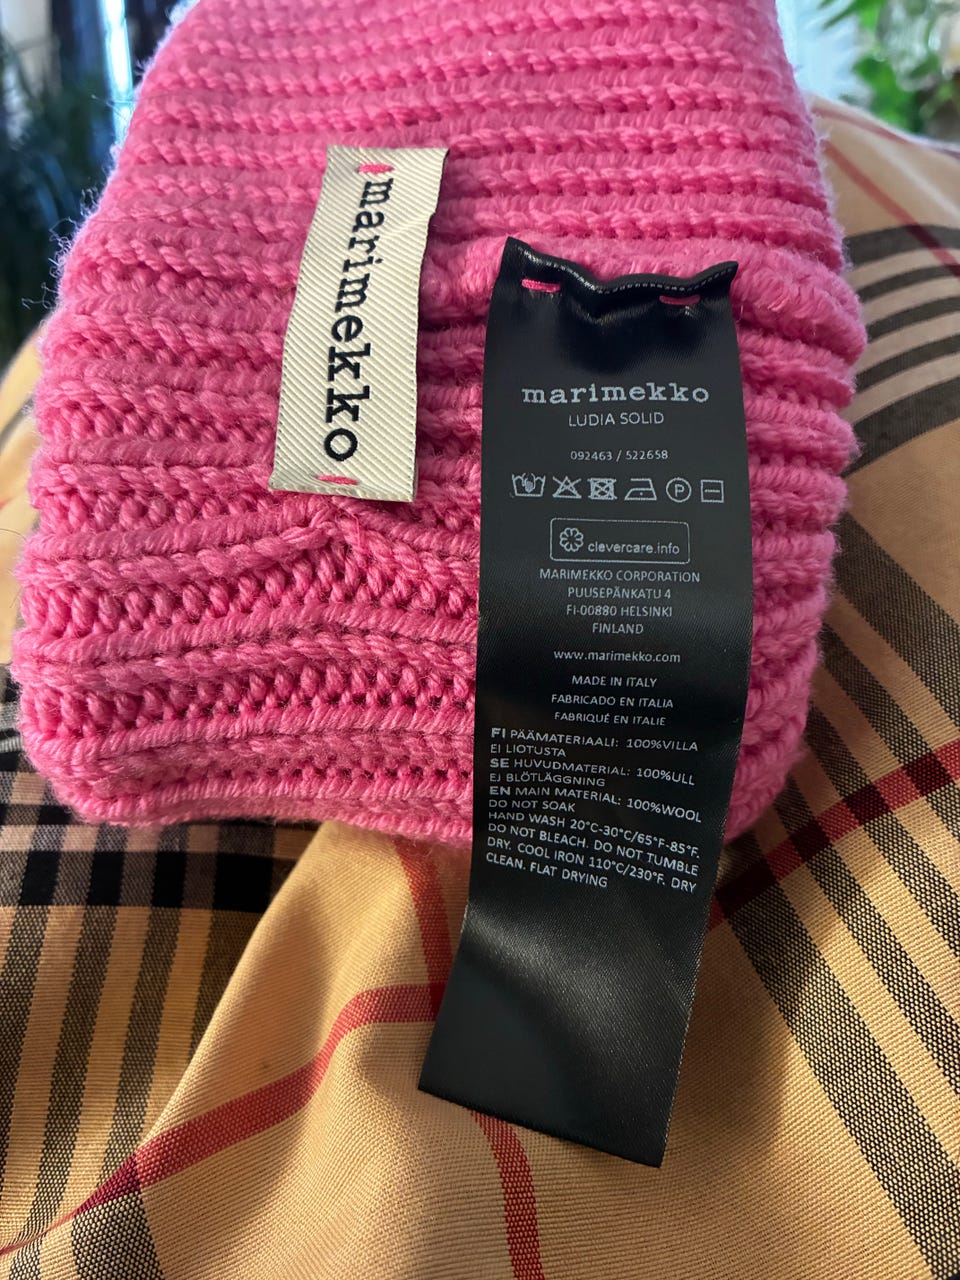 marimekko
marimekko
LUDIA SOLID
092463 / 522658
P
clevercare.info
MARIMEKKO CORPORATION
PUUSEPÄNKATU 4
FI-00880 HELSINKI
FINLAND
www.marimekko.com
MADE IN ITALY
FABRICADO EN ITALIA
FABRIQUÉ EN ITALIE
FI PÄÄMATERIAALI: 100%VILLA
EI LIOTUSTA
SE HUVUDMATERIAL: 100%ULL
EJ BLÖTLÄGGNING
EN MAIN MATERIAL: 100%WOOL
DO NOT SOAK
HAND WASH 20°C-30°C/65°F-85°F.
DO NOT BLEACH. DO NOT TUMBLE
DRY. COOL IRON 110°C/230°F. DRY
CLEAN. FLAT DRYING